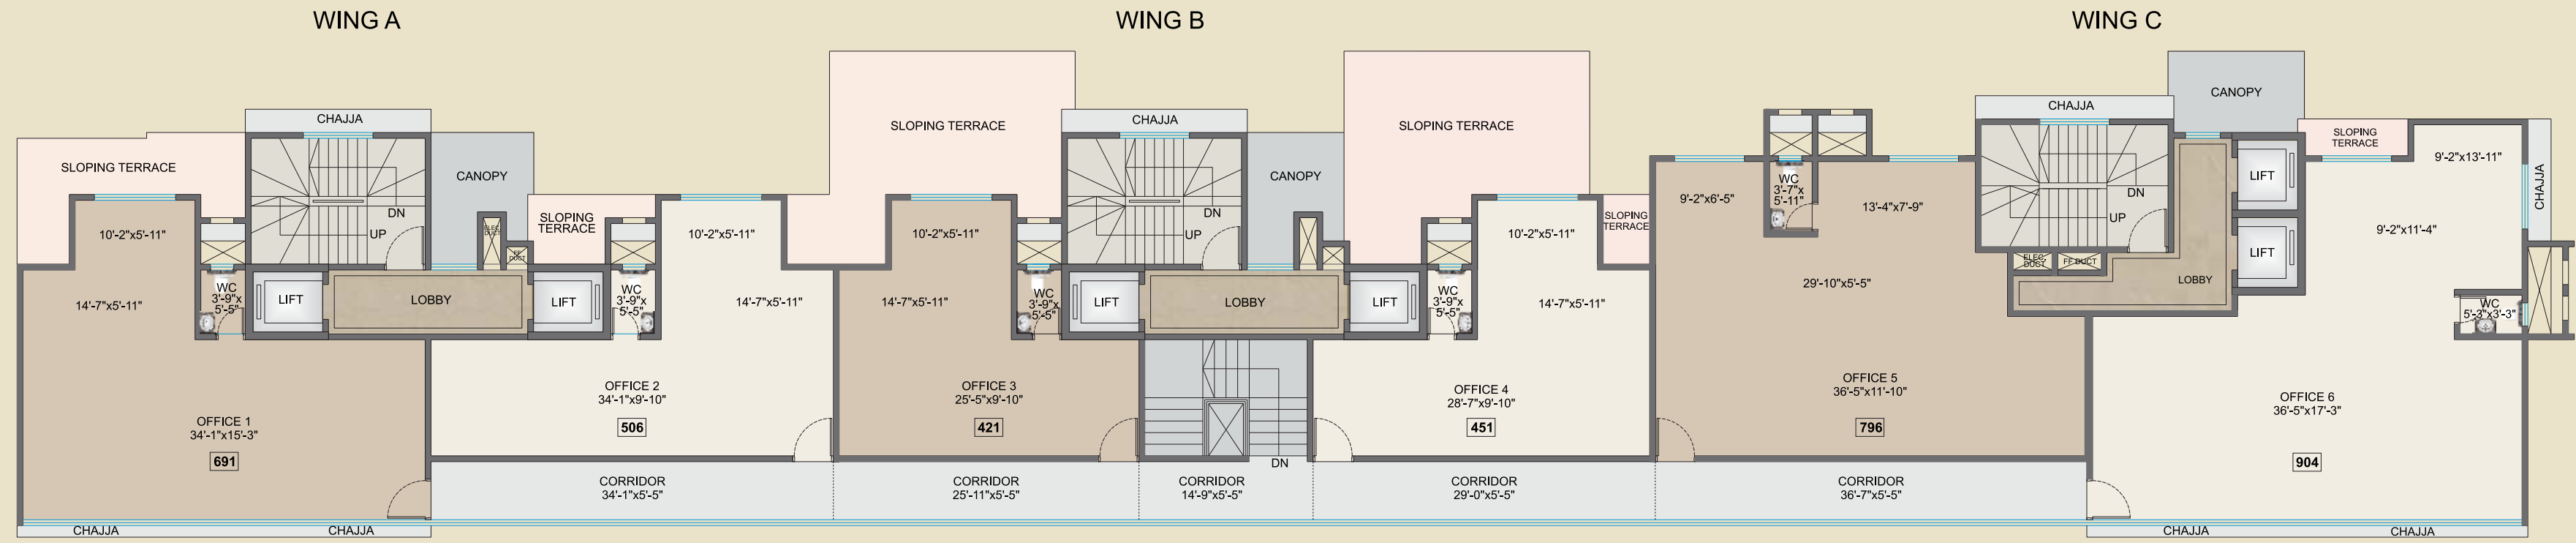 WING A
WING B
WING C
SLOPING TERRACE
CHAJJA
CANOPY
DN
UP
10'-2"x5'-11"
14'-7"x5'-11"
WC
3'-9"x
5'-5"
LIFT
LOBBY
LIFT
ELEC.
DUCT
DUCT
SLOPING
TERRACE
WC
3'-9"x
5'-5"
10'-2"x5'-11"
14'-7"x5'-11"
OFFICE 1
34'-1"x15'-3"
691
OFFICE 2
34'-1"x9'-10"
506
SLOPING TERRACE
CHAJJA
CANOPY
SLOPING TERRACE
DN
UP
10'-2"x5'-11"
14'-7"x5'-11"
WC
3'-9"x
5'-5"
LIFT
LOBBY
LIFT
WC
3'-9"x
5'-5"
10'-2"x5'-11"
14'-7"x5'-11"
SLOPING
TERRACE
OFFICE 3
25'-5"x9'-10"
421
DN
OFFICE 4
28'-7"x9'-10"
451
9'-2"x6'-5"
WC
3'-7"x
5'-11"
13'-4"x7'-9"
29'-10"x5'-5"
OFFICE 5
36'-5"x11'-10"
796
CHAJJA
CANOPY
DN
UP
ELEC.
DUCT
FF DUCT
LOBBY
LIFT
LIFT
SLOPING
TERRACE
9'-2"x13'-11"
CHAJJA
9'-2"x11'-4"
WC
5'-3"x3'-3"
OFFICE 6
36'-5"x17'-3"
904
CORRIDOR
34'-1"x5'-5"
CORRIDOR
25'-11"x5'-5"
CORRIDOR
14'-9"x5'-5"
CORRIDOR
29'-0"x5'-5"
CORRIDOR
36'-7"x5'-5"
CHAJJA
CHAJJA
CHAJJA
CHAJJA